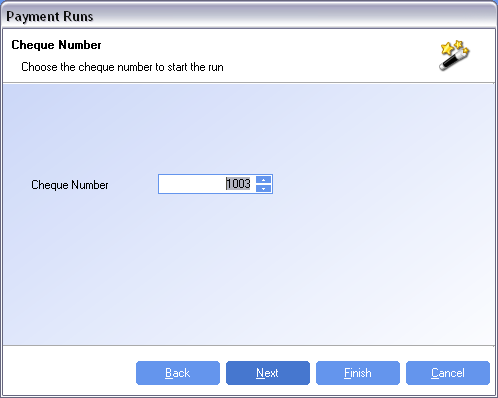 Payment Runs
Cheque Number
Choose the cheque number to start the run
Cheque Number 1003
Back Next Finish Cancel